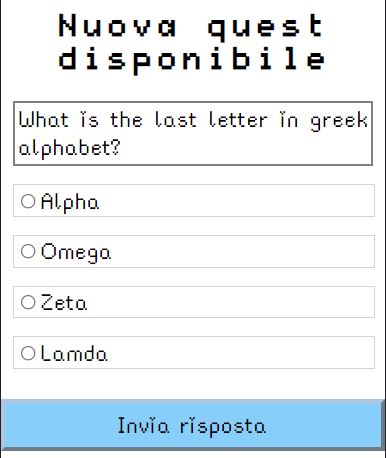 Nuova quest
disponibile
What is the last letter in greek
alphabet?
Alpha
Omega
Zeta
Lamda
Invia risposta